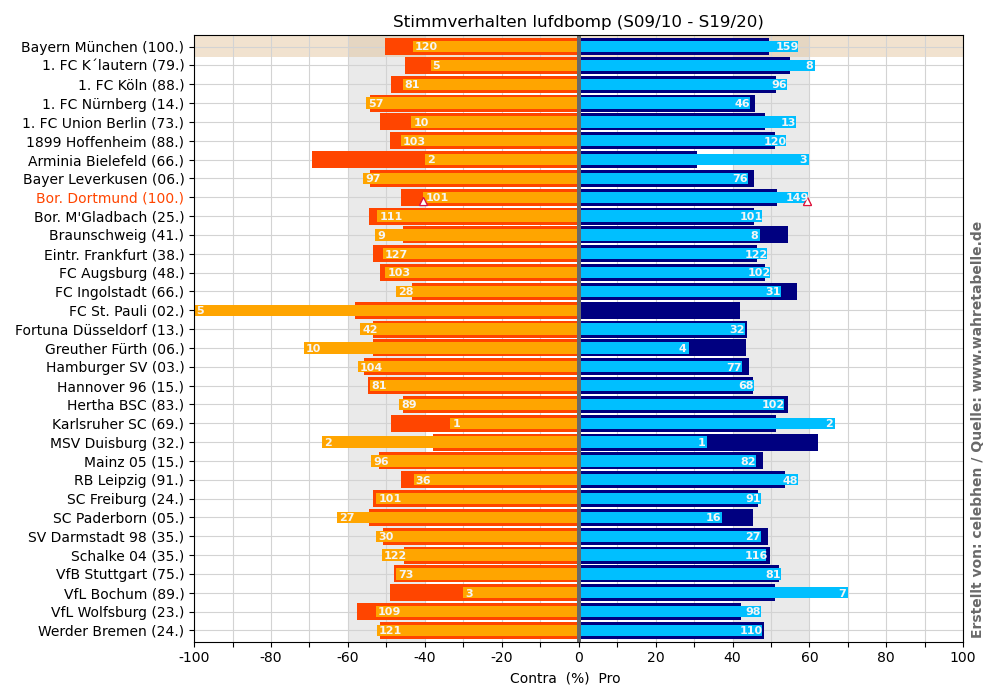 Stimmverhalten lufdbomp (S09/10 - S19/20)
Bayern München (100.) 120 159
1. FC K´lautern (79.) 5 8
1. FC Köln (88.) 81 96
1. FC Nürnberg (14.) 57 46
1. FC Union Berlin (73.) 10 13
1899 Hoffenheim (88.) 103 120
Arminia Bielefeld (66.) 2 3
Bayer Leverkusen (06.) 97 76
Bor. Dortmund (100.) 101 149
Bor. M'Gladbach (25.) 111 101
Braunschweig (41.) 9 8
Eintr. Frankfurt (38.) 127 122
FC Augsburg (48.) 103 102
FC Ingolstadt (66.) 28 31
FC St. Pauli (02.) 5
Fortuna Düsseldorf (13.) 42 32
Greuther Fürth (06.) 10 4
Hamburger SV (03.) 104 77
Hannover 96 (15.) 81 68
Hertha BSC (83.) 89 102
Karlsruher SC (69.) 1 2
MSV Duisburg (32.) 2 1
Mainz 05 (15.) 96 82
RB Leipzig (91.) 36 48
SC Freiburg (24.) 101 91
SC Paderborn (05.) 27 16
SV Darmstadt 98 (35.) 30 27
Schalke 04 (35.) 122 116
VfB Stuttgart (75.) 73 81
VfL Bochum (89.) 3 7
VfL Wolfsburg (23.) 109 98
Werder Bremen (24.) 121 110
-100 -80 -60 -40 -20 0 20 40 60 80 100
Contra (%) Pro
Erstellt von: celebhen / Quelle: www.wahretabelle.de